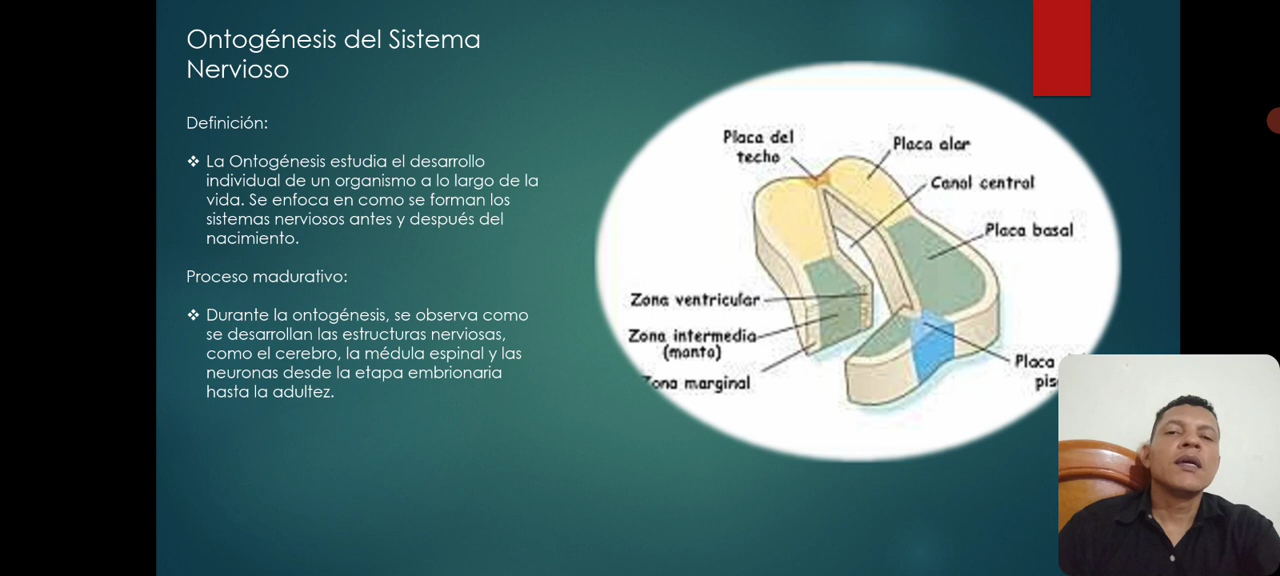 Ontogénesis del Sistema
Nervioso
Definición:
❖ La Ontogénesis estudia el desarrollo
individual de un organismo a lo largo de la
vida. Se enfoca en como se forman los
sistemas nerviosos antes y después del
nacimiento.
Proceso madurativo:
❖ Durante la ontogénesis, se observa como
se desarrollan las estructuras nerviosas,
como el cerebro, la médula espinal y las
neuronas desde la etapa embrionaria
hasta la adultez.
Placa del
techo
Placa alar
Canal central
Placa basal
Zona ventricular
Zona intermedia
(manto)
Zona marginal
Placa